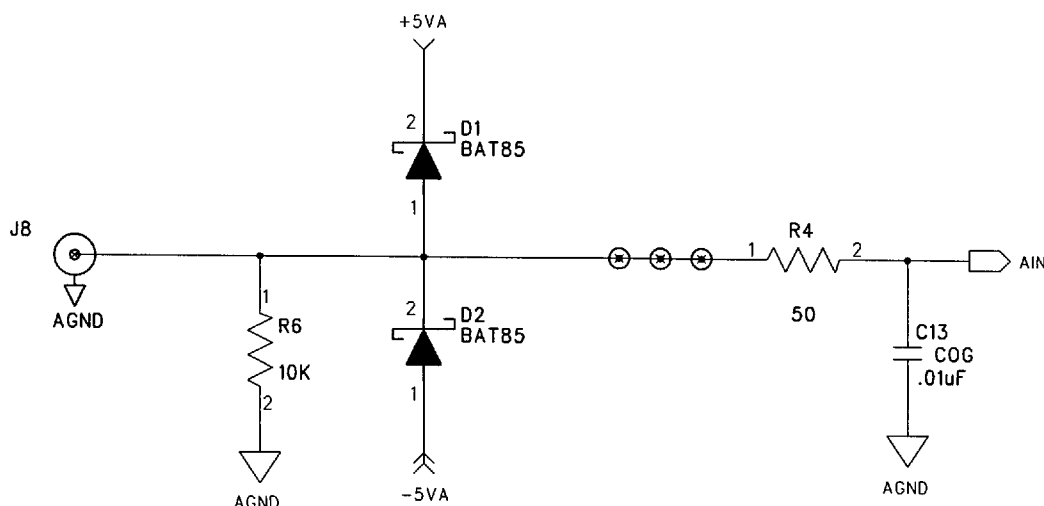 +5VA
2
D1
BAT85
1
J8
AGND
1
R6
10K
2
AGND
2
D2
BAT85
1
-5VA
1
R4
2
50
AIN
C13
COG
.01uF
AGND